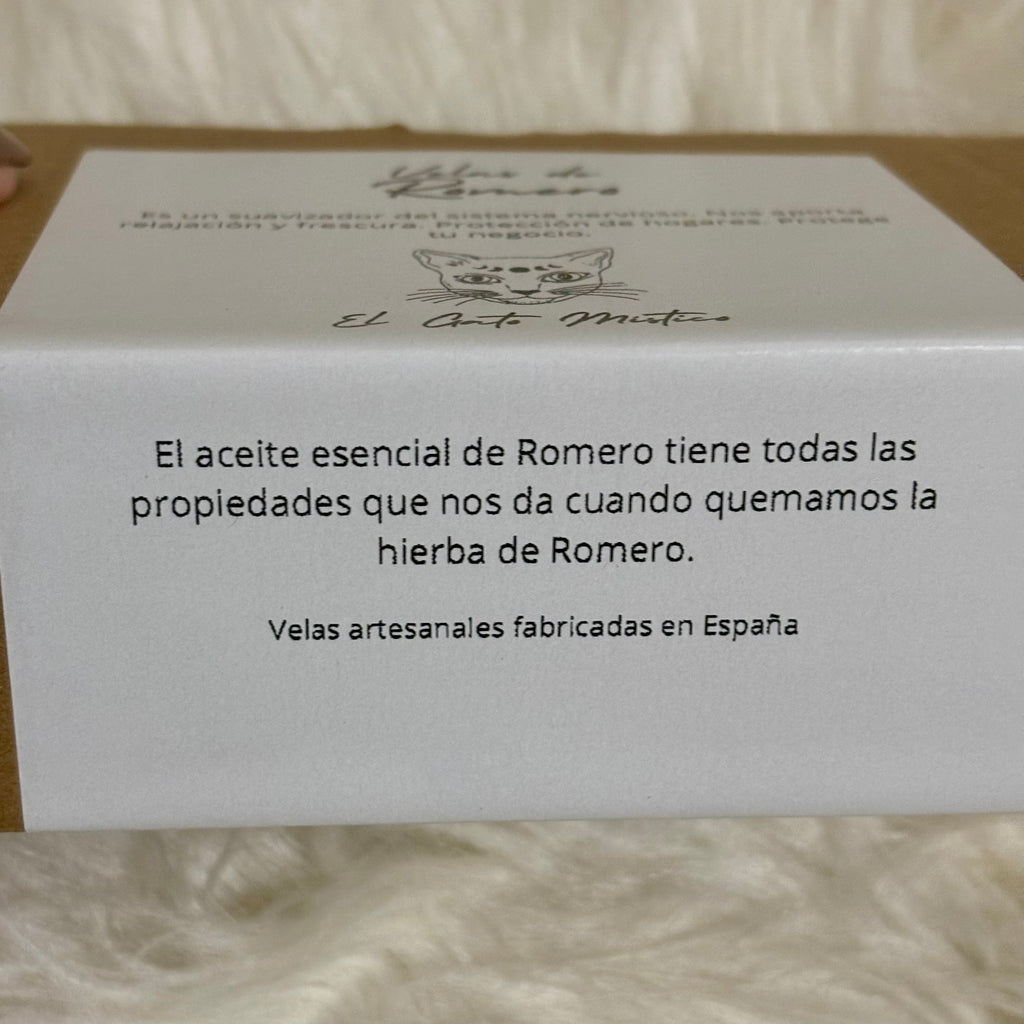 Velas de
Romero
Es un suavizador del sistema nervioso. Nos aporta
relajación y frescura. Protección de hogares. Protege
tu negocio.
El Gato Místico
El aceite esencial de Romero tiene todas las
propiedades que nos da cuando quemamos la
hierba de Romero.
Velas artesanales fabricadas en España